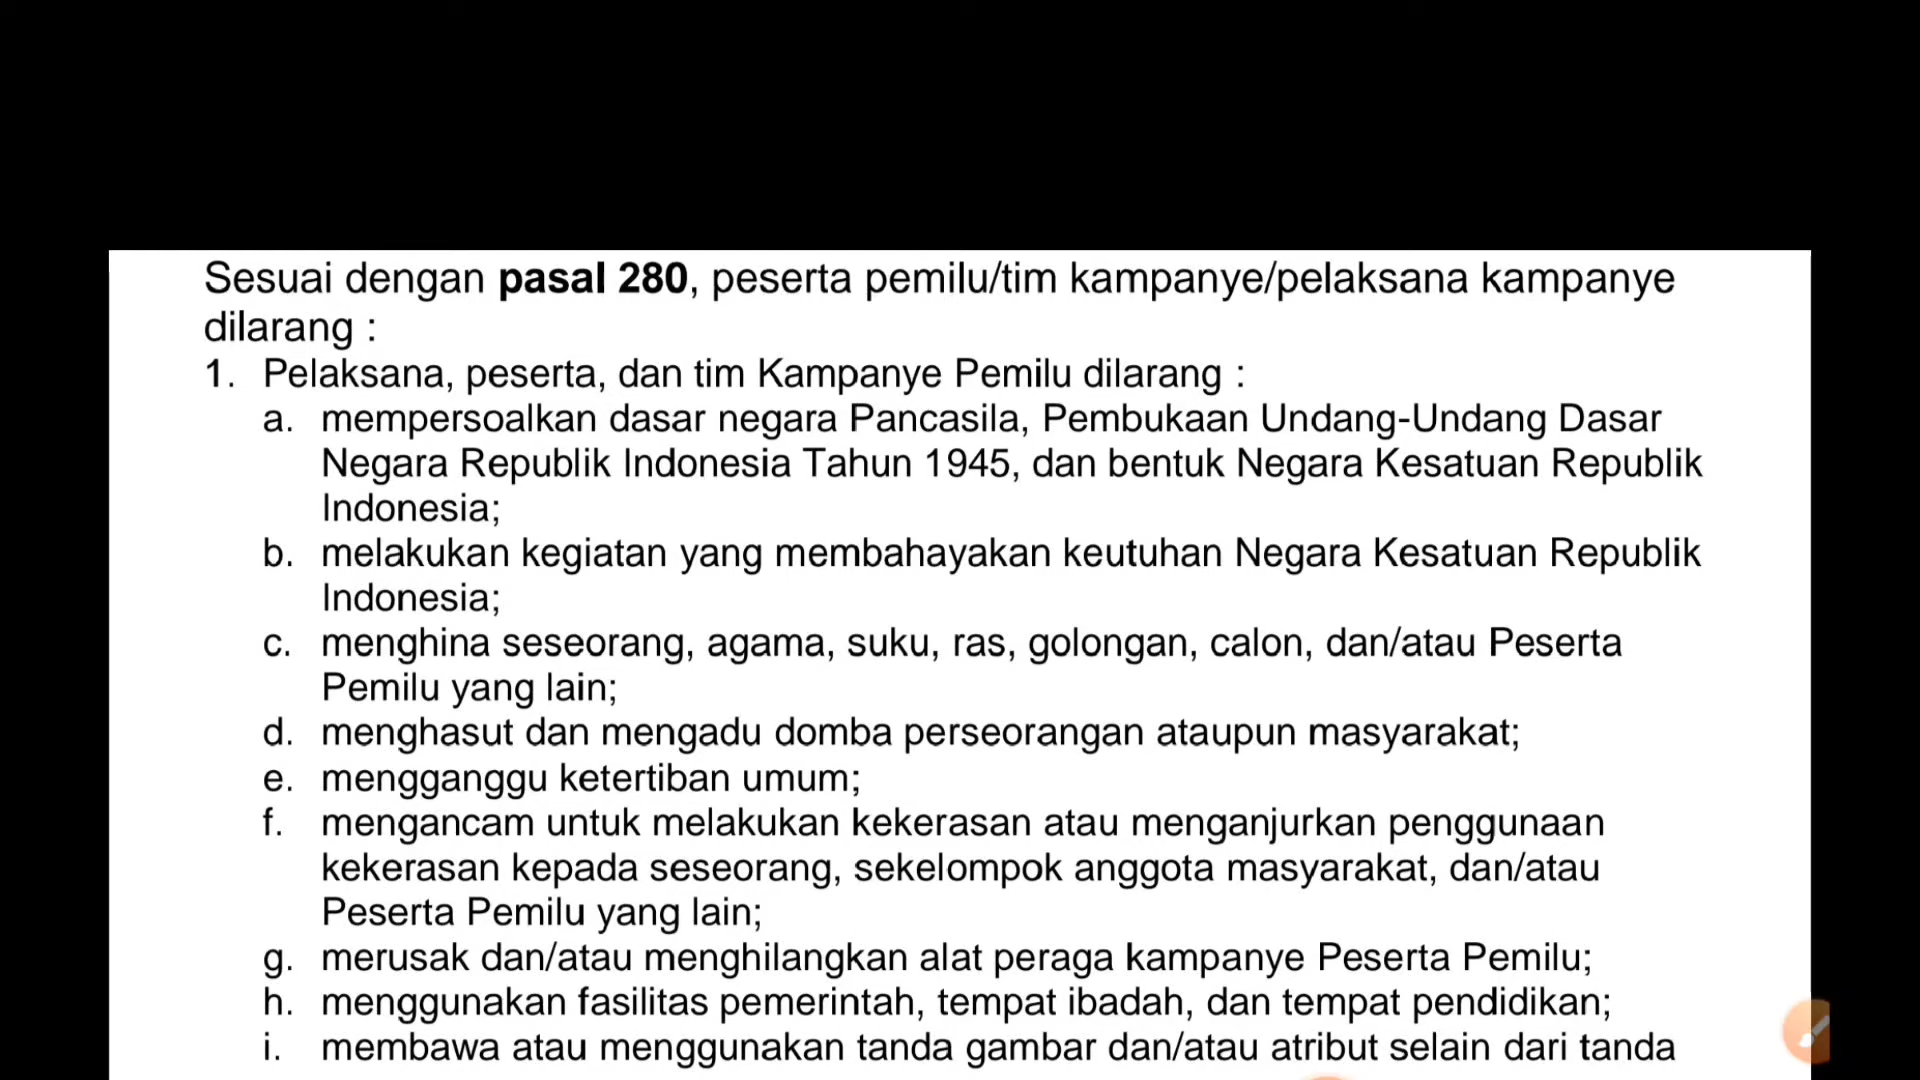 Sesuai dengan pasal 280, peserta pemilu/tim kampanye/pelaksana kampanye
dilarang :
1. Pelaksana, peserta, dan tim Kampanye Pemilu dilarang :
a. mempersoalkan dasar negara Pancasila, Pembukaan Undang-Undang Dasar
Negara Republik Indonesia Tahun 1945, dan bentuk Negara Kesatuan Republik
Indonesia;
b. melakukan kegiatan yang membahayakan keutuhan Negara Kesatuan Republik
Indonesia;
c. menghina seseorang, agama, suku, ras, golongan, calon, dan/atau Peserta
Pemilu yang lain;
d. menghasut dan mengadu domba perseorangan ataupun masyarakat;
e. mengganggu ketertiban umum;
f. mengancam untuk melakukan kekerasan atau menganjurkan penggunaan
kekerasan kepada seseorang, sekelompok anggota masyarakat, dan/atau
Peserta Pemilu yang lain;
g. merusak dan/atau menghilangkan alat peraga kampanye Peserta Pemilu;
h. menggunakan fasilitas pemerintah, tempat ibadah, dan tempat pendidikan;
i. membawa atau menggunakan tanda gambar dan/atau atribut selain dari tanda